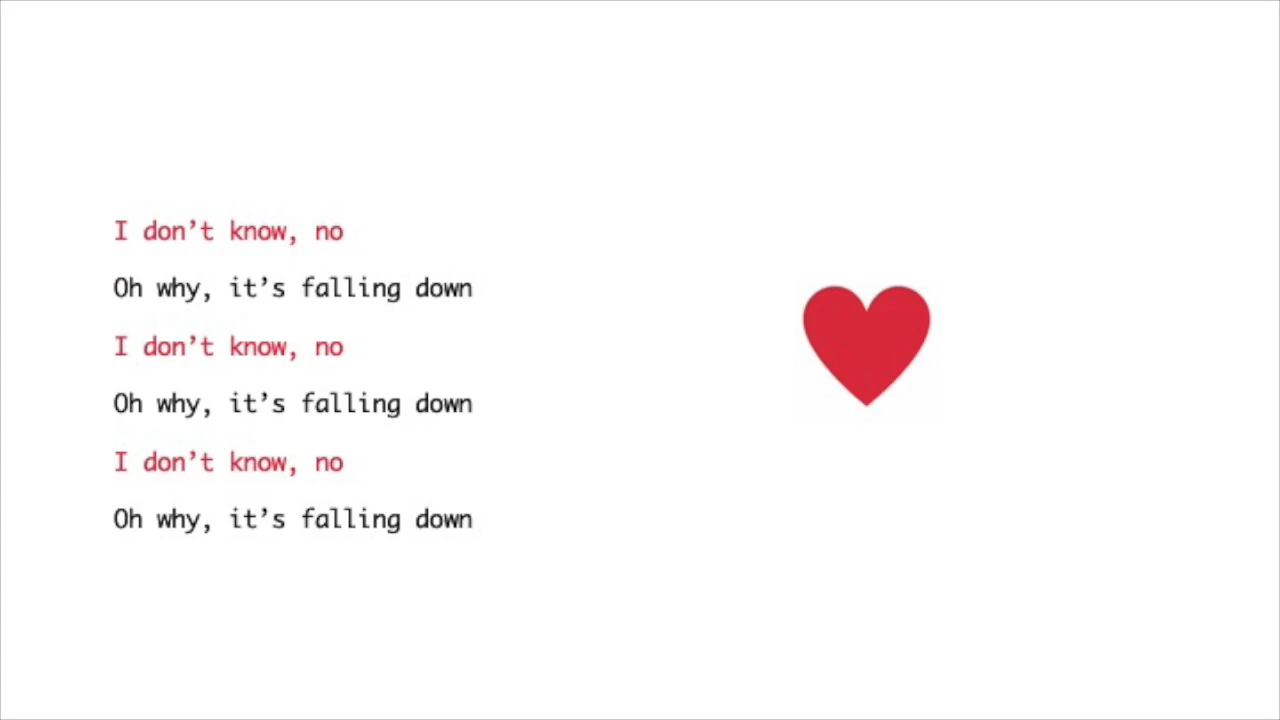 I don’t know, no
Oh why, it’s falling down
I don’t know, no
Oh why, it’s falling down
I don’t know, no
Oh why, it’s falling down